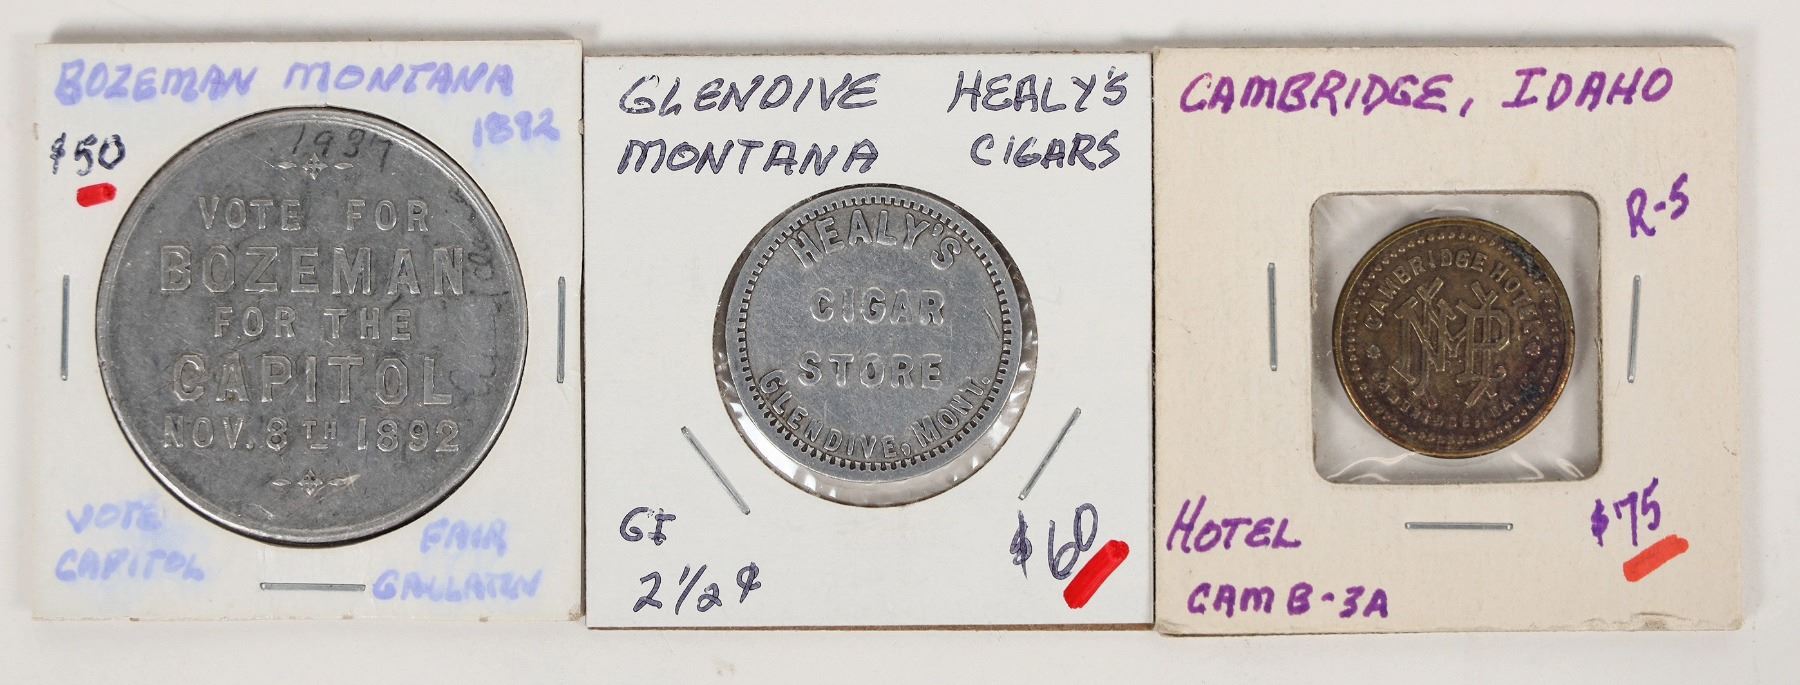 BOZEMAN MONTANA
1892
$50
1937
VOTE FOR
BOZEMAN
FOR THE
CAPITOL
NOV. 8TH 1892
VOTE
CAPITOL
FAIR
GALLATIN
GLENDIVE
MONTANA
HEALY'S
CIGARS
HEALY'S
CIGAR
STORE
GLENDIVE, MONT.
GI
2 1/2 ¢
$60
CAMBRIDGE, IDAHO
R-5
CAMBRIDGE HOTEL
HOTEL
CAMB-3A
$75